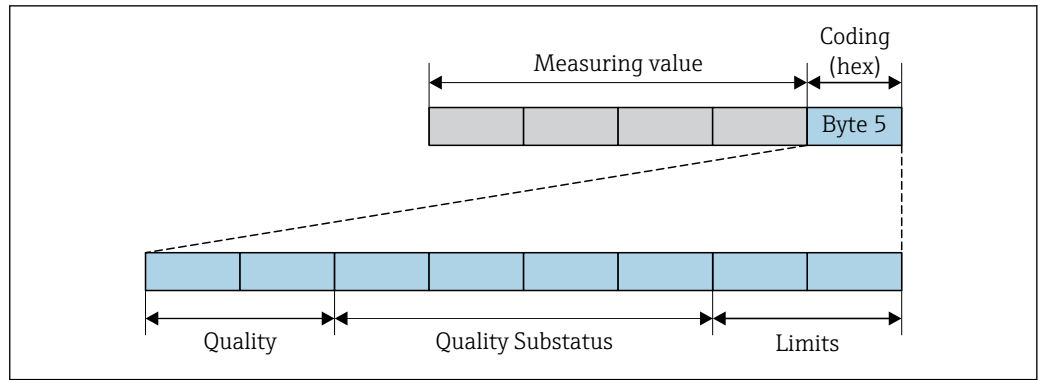 Coding
(hex)
Measuring value
Byte 5
Quality
Quality Substatus
Limits